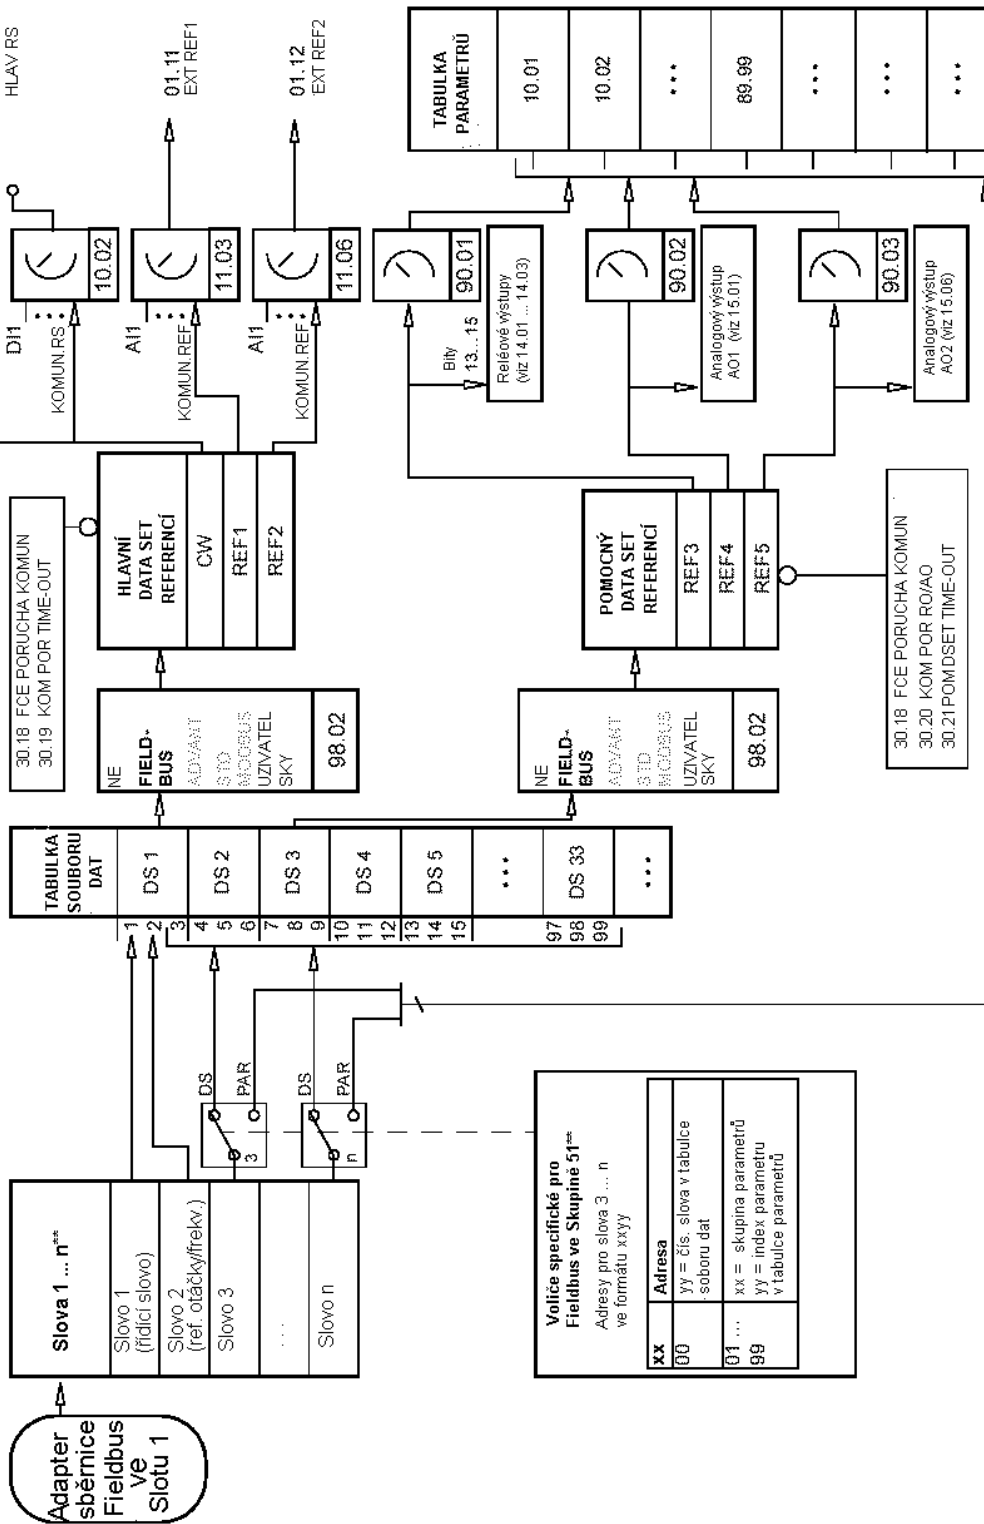 Adapter
sběrnice
Fieldbus
ve
Slotu 1
Slova 1 ... n**
Slovo 1
(řídící slovo)
Slovo 2
(ref. otáčky/frekv.)
Slovo 3
. . .
Slovo n
3
DS
PAR
n
DS
PAR
Voliče specifické pro
Fieldbus ve Skupině 51**
Adresy pro slova 3 ... n
ve formátu xxyy
xx Adresa
00 yy = čís. slova v tabulce
soboru dat
01 ... xx = skupina parametrů
99 yy = index parametru
v tabulce parametrů
TABULKA
SOUBORU
DAT
1
2
3
DS 1
4
5
6
DS 2
7
8
9
DS 3
10
11
12
DS 4
13
14
15
DS 5
•••
97
98
99
DS 33
•••
NE
FIELD-
BUS
ADVANT
STD
MODBUS
UZIVATEL
SKY
98.02
NE
FIELD-
BUS
ADVANT
STD
MODBUS
UZIVATEL
SKY
98.02
30.18 FCE PORUCHA KOMUN
30.19 KOM POR TIME-OUT
HLAVNÍ
DATA SET
REFERENCÍ
CW
REF1
REF2
POMOCNÝ
DATA SET
REFERENCÍ
REF3
REF4
REF5
30.18 FCE PORUCHA KOMUN
30.20 KOM POR RO/AO
30.21 POM DSET TIME-OUT
DI1
•••
KOMUN.RS
10.02
HLAV RS
AI1
•••
KOMUN.REF
11.03
01.11
EXT REF1
AI1
•••
KOMUN.REF
11.06
01.12
EXT REF2
90.01
Bity
13... 15
Reléové výstupy
(viz 14.01 ... 14.03)
90.02
Analogový výstup
AO1 (viz 15.01)
90.03
Analogový výstup
AO2 (viz 15.06)
TABULKA
PARAMETRŮ
10.01
10.02
•••
89.99
•••
•••
•••